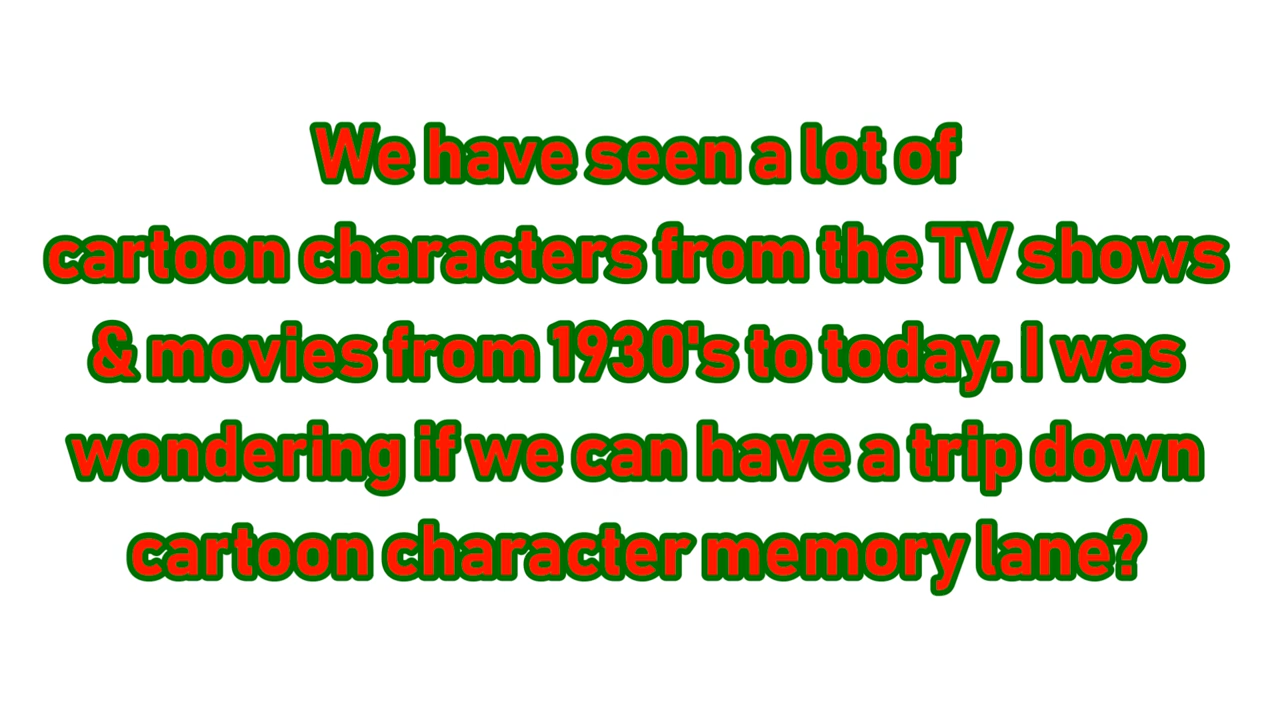 We have seen a lot of
cartoon characters from the TV shows
& movies from 1930's to today. I was
wondering if we can have a trip down
cartoon character memory lane?